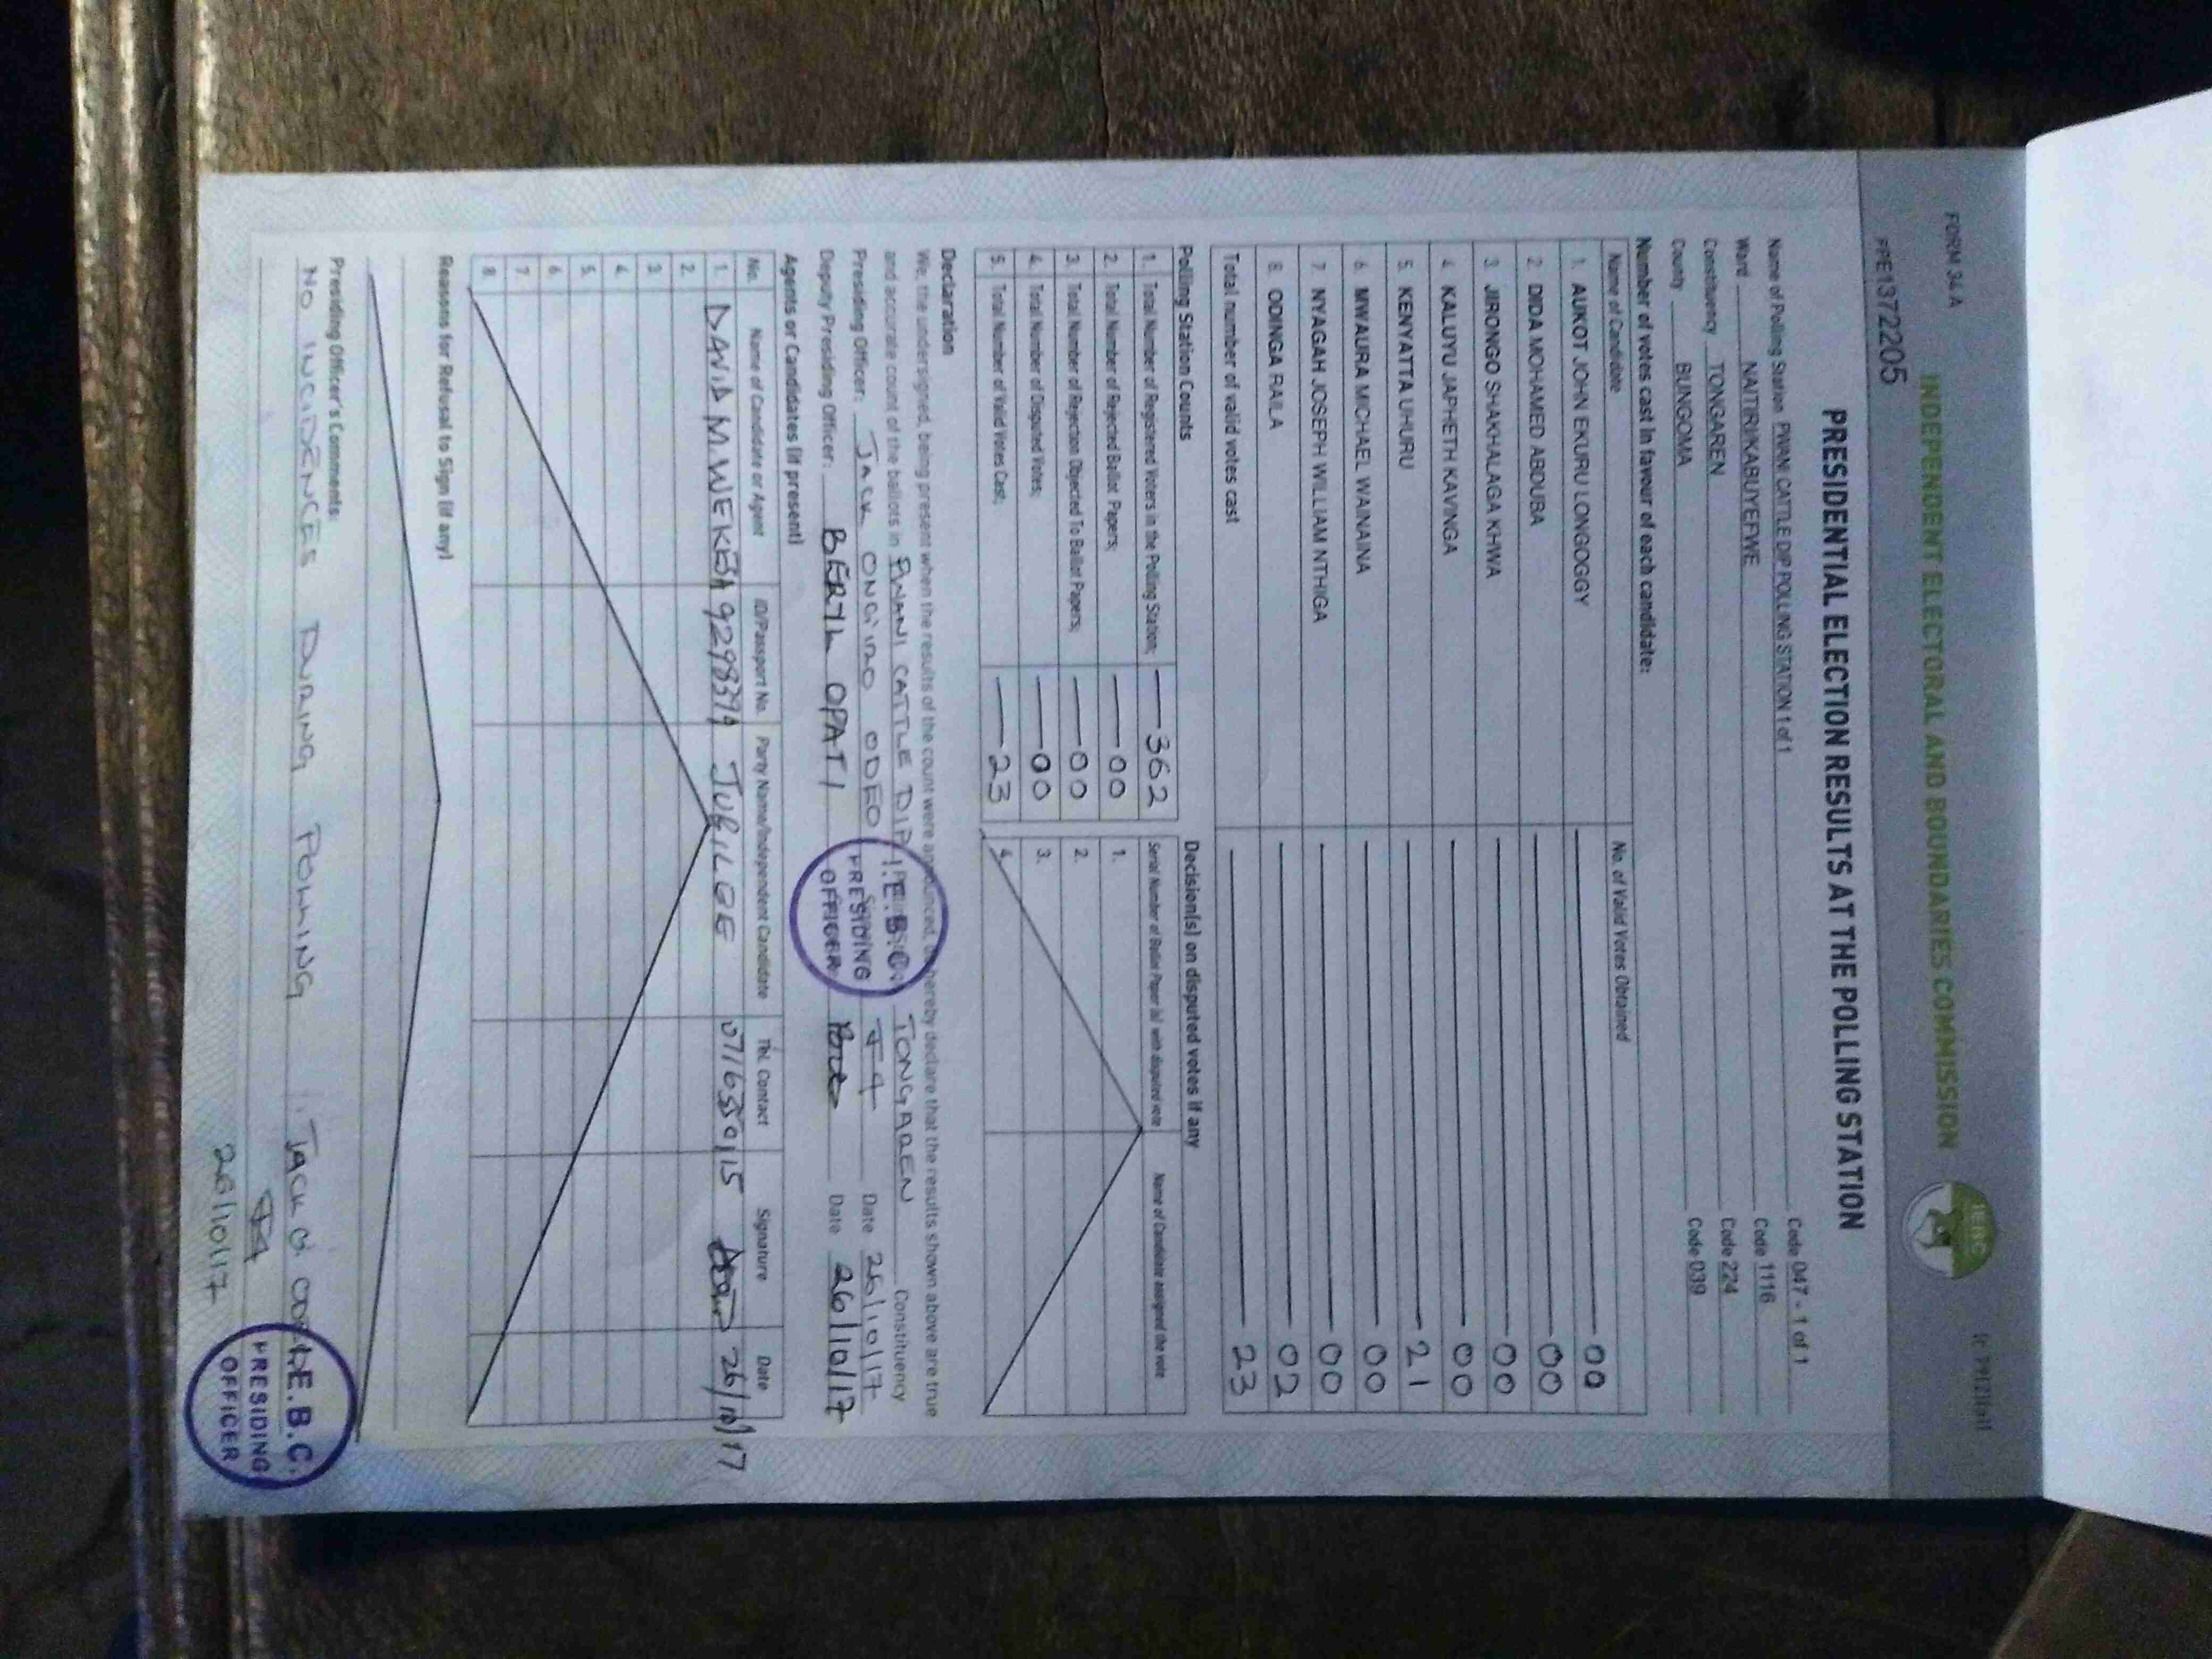 FORM 34 A
INDEPENDENT ELECTORAL AND BOUNDARIES COMMISSION
IEBC
PPE1372205
PRESIDENTIAL ELECTION RESULTS AT THE POLLING STATION
Name of Polling Station PWANI CATTLE DIP POLLING STATION 1 of 1 Code 047 - 1 of 1
Ward NAITIRI/KABUYEFWE Code 1116
Constituency TONGAREN Code 224
County BUNGOMA Code 039
Number of votes cast in favour of each candidate:
Name of Candidate No. of Valid Votes Obtained
1. AUKOT JOHN EKURU LONGOGGY 00
2. DIDA MOHAMED ABDUBA 00
3. JIRONGO SHAKHALAGA KHWA 00
4. KALUYU JAPHETH KAVINGA 00
5. KENYATTA UHURU 21
6. MWAURA MICHAEL WAINAINA 00
7. NYAGAH JOSEPH WILLIAM NTHIGA 00
8. ODINGA RAILA 02
Total number of valid votes cast 23
Polling Station Counts
1. Total Number of Registered Voters in the Polling Station; 362
2. Total Number of Rejected Ballot Papers; 00
3. Total Number of Rejection Objected To Ballot Papers; 00
4. Total Number of Disputed Votes; 00
5. Total Number of Valid Votes Cast; 23
Decision(s) on disputed votes if any
Serial Number of Ballot Paper (s) with disputed vote Name of Candidate assigned the vote
1.
2.
3.
4.
Declaration
We, the undersigned, being present when the results of the count were announced, do hereby declare that the results shown above are true
and accurate count of the ballots in PWANI CATTLE DIP TONGAREN Constituency
Presiding Officer: JACK ONGINO ODEO Date 26/10/17
Deputy Presiding Officer: BERYL OPATI Date 26/10/17
I.E.B.C.
PRESIDING
OFFICER
Agents or Candidates (if present)
No. Name of Candidate or Agent ID/Passport No. Party Name/Independent Candidate Tel. Contact Signature Date
1. DAVID M. WEKESA JUBILEE 26/10/17
2.
3.
4.
5.
6.
7.
8.
Reasons for Refusal to Sign (if any)
Presiding Officer's Comments:
NO INCIDENCES DURING POLLING JACK O.
26/10/17
I.E.B.C.
PRESIDING
OFFICER